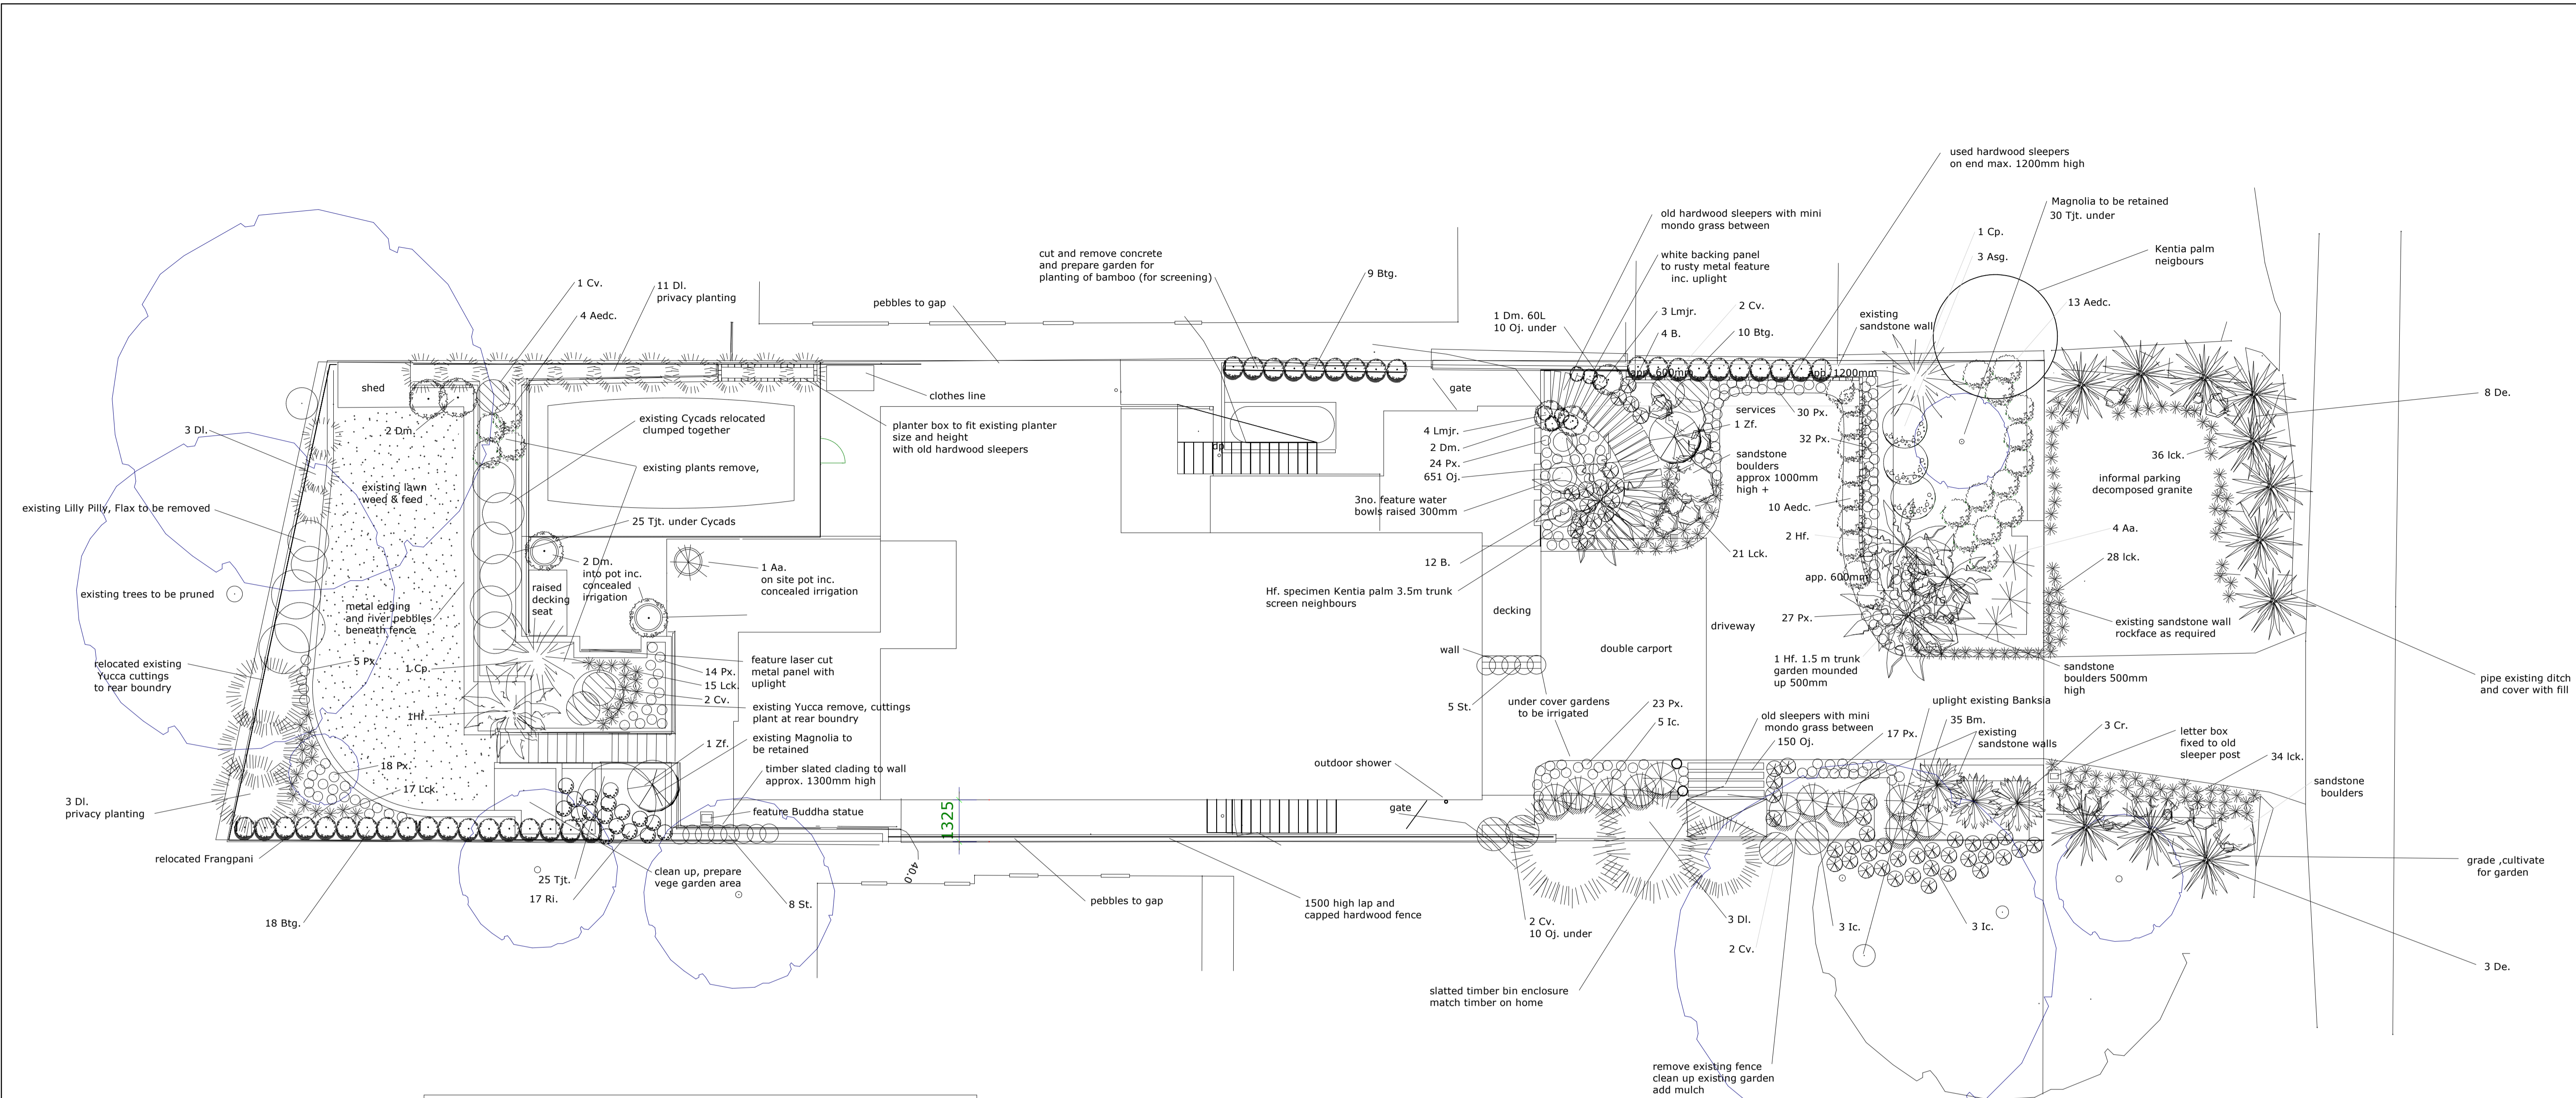 used hardwood sleepers
on end max. 1200mm high
Magnolia to be retained
30 Tjt. under
old hardwood sleepers with mini
mondo grass between
1 Cp.
3 Asg.
Kentia palm
neigbours
white backing panel
to rusty metal feature
inc. uplight
cut and remove concrete
and prepare garden for
planting of bamboo (for screening)
9 Btg.
1 Cv.
11 Dl.
privacy planting
pebbles to gap
4 Aedc.
1 Dm. 60L
10 Oj. under
3 Lmjr.
2 Cv.
4 B.
10 Btg.
existing
sandstone wall
13 Aedc.
app. 600mm
app. 1200mm
shed
clothes line
gate
8 De.
2 Dm.
existing Cycads relocated
clumped together
planter box to fit existing planter
size and height
with old hardwood sleepers
services
30 Px.
1 Zf.
3 Dl.
4 Lmjr.
2 Dm.
24 Px.
651 Oj.
32 Px.
dp
existing plants remove,
sandstone
boulders
approx 1000mm
high +
36 Ick.
informal parking
decomposed granite
existing lawn
weed & feed
3no. feature water
bowls raised 300mm
existing Lilly Pilly, Flax to be removed
25 Tjt. under Cycads
10 Aedc.
4 Aa.
2 Hf.
21 Lck.
28 Ick.
2 Dm.
into pot inc.
concealed
irrigation
1 Aa.
on site pot inc.
concealed irrigation
12 B.
app. 600mm
existing trees to be pruned
raised
decking
seat
Hf. specimen Kentia palm 3.5m trunk
screen neighbours
decking
metal edging
and river pebbles
beneath fence
27 Px.
driveway
existing sandstone wall
rockface as required
wall
double carport
relocated existing
Yucca cuttings
to rear boundry
5 Px.
1 Cp.
feature laser cut
metal panel with
uplight
14 Px.
15 Lck.
2 Cv.
1 Hf. 1.5 m trunk
garden mounded
up 500mm
sandstone
boulders 500mm
high
pipe existing ditch
and cover with fill
existing Yucca remove, cuttings
plant at rear boundry
1Hf.
5 St.
under cover gardens
to be irrigated
23 Px.
5 Ic.
uplight existing Banksia
old sleepers with mini
mondo grass between
150 Oj.
35 Bm.
17 Px.
existing
sandstone walls
3 Cr.
letter box
fixed to old
sleeper post
34 Ick.
1 Zf.
existing Magnolia to
be retained
outdoor shower
timber slated clading to wall
approx. 1300mm high
18 Px.
17 Lck.
sandstone
boulders
3 Dl.
privacy planting
feature Buddha statue
1325
gate
relocated Frangpani
clean up, prepare
vege garden area
40.0
grade ,cultivate
for garden
25 Tjt.
17 Ri.
8 St.
pebbles to gap
1500 high lap and
capped hardwood fence
18 Btg.
2 Cv.
10 Oj. under
3 Dl.
3 Ic.
3 Ic.
2 Cv.
3 De.
slatted timber bin enclosure
match timber on home
remove existing fence
clean up existing garden
add mulch